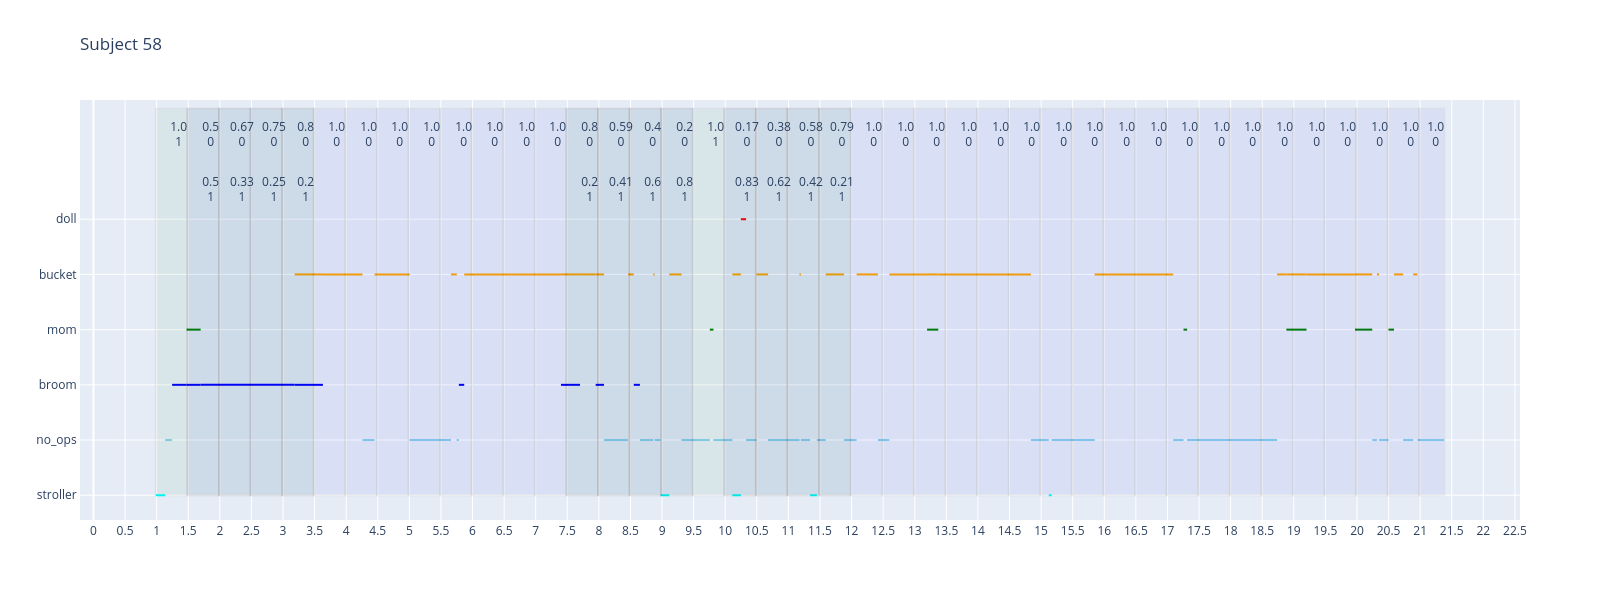 Subject 58
1.0 0.5 0.67 0.75 0.8 1.0 1.0 1.0 1.0 1.0 1.0 1.0 1.0 0.8 0.59 0.4 0.2 1.0 0.17 0.38 0.58 0.79 1.0 1.0 1.0 1.0 1.0 1.0 1.0 1.0 1.0 1.0 1.0 1.0 1.0 1.0 1.0 1.0 1.0 1.0 1.0
1 0 0 0 0 0 0 0 0 0 0 0 0 0 0 0 0 1 0 0 0 0 0 0 0 0 0 0 0 0 0 0 0 0 0 0 0 0 0 0 0
0.5 0.33 0.25 0.2 0.2 0.41 0.6 0.8 0.83 0.62 0.42 0.21
1 1 1 1 1 1 1 1 1 1 1 1
doll
bucket
mom
broom
no_ops
stroller
0 0.5 1 1.5 2 2.5 3 3.5 4 4.5 5 5.5 6 6.5 7 7.5 8 8.5 9 9.5 10 10.5 11 11.5 12 12.5 13 13.5 14 14.5 15 15.5 16 16.5 17 17.5 18 18.5 19 19.5 20 20.5 21 21.5 22 22.5